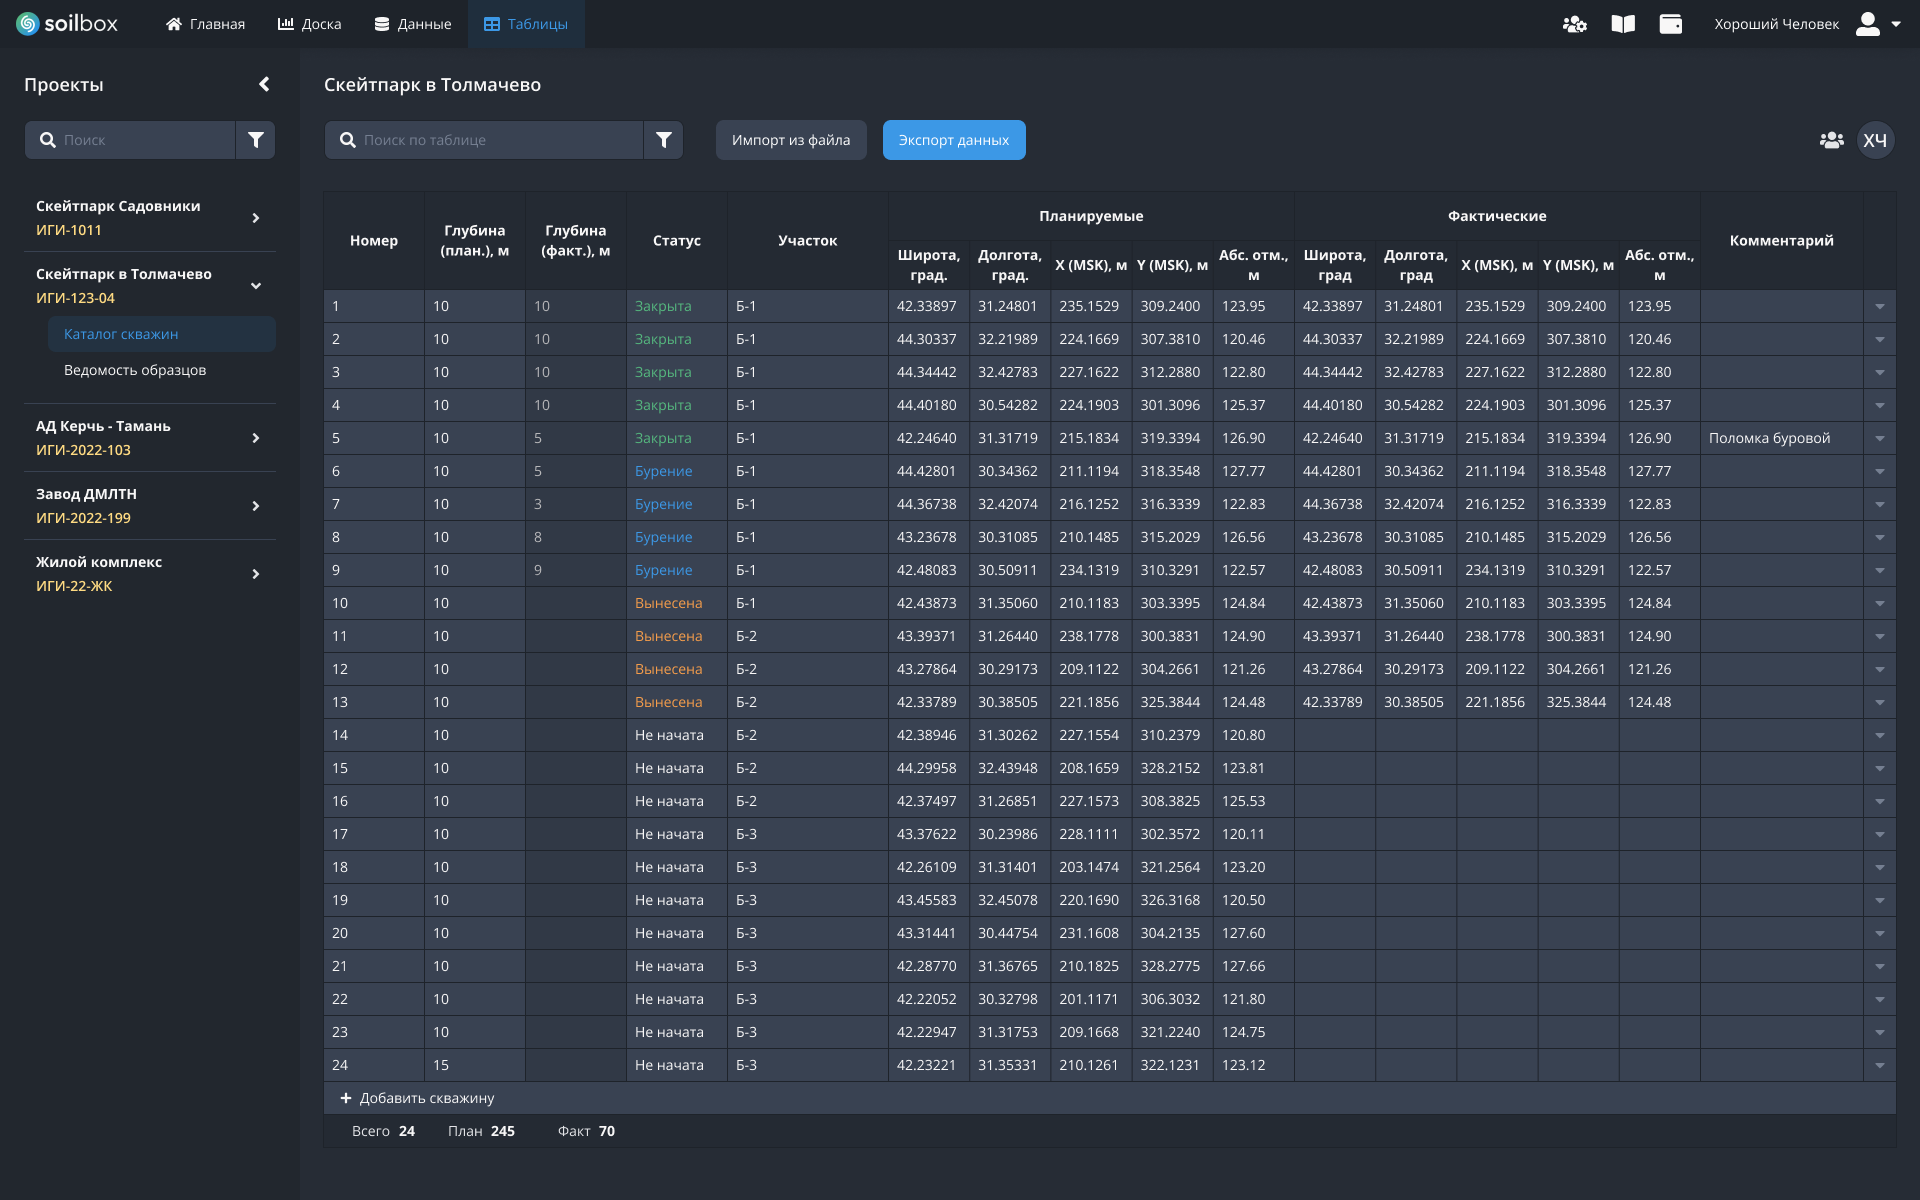 soilbox Главная Доска Данные Таблицы Хороший Человек
Проекты
Поиск
Скейтпарк Садовники
ИГИ-1011
Скейтпарк в Толмачево
ИГИ-123-04
Каталог скважин
Ведомость образцов
АД Керчь - Тамань
ИГИ-2022-103
Завод ДМЛТН
ИГИ-2022-199
Жилой комплекс
ИГИ-22-ЖК
Скейтпарк в Толмачево
Поиск по таблице Импорт из файла Экспорт данных ХЧ
Номер Глубина (план.), м Глубина (факт.), м Статус Участок Планируемые Фактические Комментарий
Широта, град. Долгота, град. X (MSK), м Y (MSK), м Абс. отм., м Широта, град Долгота, град X (MSK), м Y (MSK), м Абс. отм., м
1 10 10 Закрыта Б-1 42.33897 31.24801 235.1529 309.2400 123.95 42.33897 31.24801 235.1529 309.2400 123.95
2 10 10 Закрыта Б-1 44.30337 32.21989 224.1669 307.3810 120.46 44.30337 32.21989 224.1669 307.3810 120.46
3 10 10 Закрыта Б-1 44.34442 32.42783 227.1622 312.2880 122.80 44.34442 32.42783 227.1622 312.2880 122.80
4 10 10 Закрыта Б-1 44.40180 30.54282 224.1903 301.3096 125.37 44.40180 30.54282 224.1903 301.3096 125.37
5 10 5 Закрыта Б-1 42.24640 31.31719 215.1834 319.3394 126.90 42.24640 31.31719 215.1834 319.3394 126.90 Поломка буровой
6 10 5 Бурение Б-1 44.42801 30.34362 211.1194 318.3548 127.77 44.42801 30.34362 211.1194 318.3548 127.77
7 10 3 Бурение Б-1 44.36738 32.42074 216.1252 316.3339 122.83 44.36738 32.42074 216.1252 316.3339 122.83
8 10 8 Бурение Б-1 43.23678 30.31085 210.1485 315.2029 126.56 43.23678 30.31085 210.1485 315.2029 126.56
9 10 9 Бурение Б-1 42.48083 30.50911 234.1319 310.3291 122.57 42.48083 30.50911 234.1319 310.3291 122.57
10 10 Вынесена Б-1 42.43873 31.35060 210.1183 303.3395 124.84 42.43873 31.35060 210.1183 303.3395 124.84
11 10 Вынесена Б-2 43.39371 31.26440 238.1778 300.3831 124.90 43.39371 31.26440 238.1778 300.3831 124.90
12 10 Вынесена Б-2 43.27864 30.29173 209.1122 304.2661 121.26 43.27864 30.29173 209.1122 304.2661 121.26
13 10 Вынесена Б-2 42.33789 30.38505 221.1856 325.3844 124.48 42.33789 30.38505 221.1856 325.3844 124.48
14 10 Не начата Б-2 42.38946 31.30262 227.1554 310.2379 120.80
15 10 Не начата Б-2 44.29958 32.43948 208.1659 328.2152 123.81
16 10 Не начата Б-2 42.37497 31.26851 227.1573 308.3825 125.53
17 10 Не начата Б-3 43.37622 30.23986 228.1111 302.3572 120.11
18 10 Не начата Б-3 42.26109 31.31401 203.1474 321.2564 123.20
19 10 Не начата Б-3 43.45583 32.45078 220.1690 326.3168 120.50
20 10 Не начата Б-3 43.31441 30.44754 231.1608 304.2135 127.60
21 10 Не начата Б-3 42.28770 31.36765 210.1825 328.2775 127.66
22 10 Не начата Б-3 42.22052 30.32798 201.1171 306.3032 121.80
23 10 Не начата Б-3 42.22947 31.31753 209.1668 321.2240 124.75
24 15 Не начата Б-3 42.23221 31.35331 210.1261 322.1231 123.12
Добавить скважину
Всего 24 План 245 Факт 70